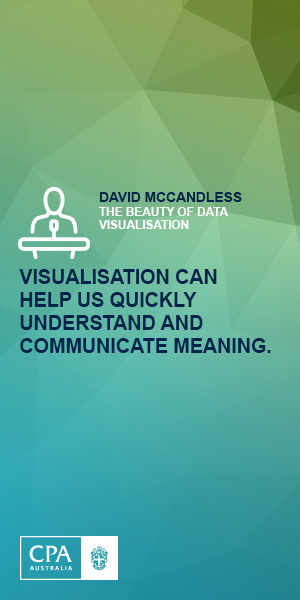 DAVID MCCANDLESS
THE BEAUTY OF DATA
VISUALISATION
VISUALISATION CAN
HELP US QUICKLY
UNDERSTAND AND
COMMUNICATE MEANING.
CPA
AUSTRALIA